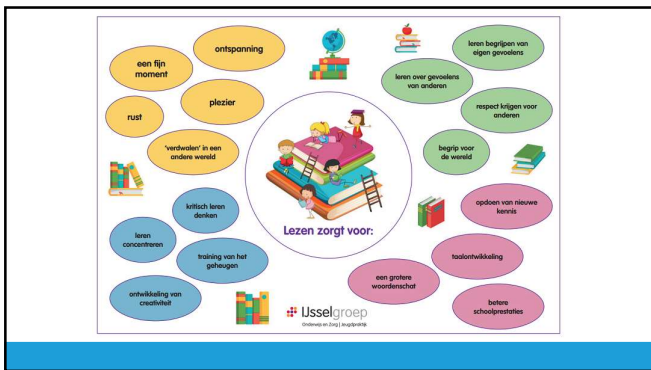 ontspanning
een fijn
moment
plezier
rust
'verdwalen' in een
andere wereld
leren begrijpen van
eigen gevoelens
leren over gevoelens
van anderen
respect krijgen voor
anderen
begrip voor
de wereld
Lezen zorgt voor:
kritisch leren
denken
leren
concentreren
training van het
geheugen
ontwikkeling van
creativiteit
opdoen van nieuwe
kennis
taalontwikkeling
een grotere
woordenschat
betere
schoolprestaties
IJsselgroep
Onderwijs en Zorg | Jeugdpraktijk